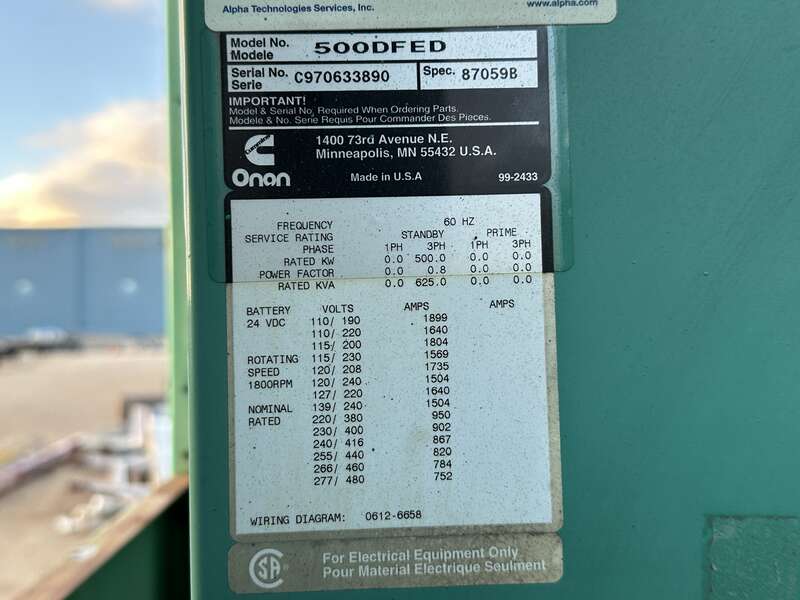 Alpha Technologies Services, Inc. www.alpha.com
Model No. 500DFED
Modele
Serial No. C970633890 Spec. 87059B
Serie
IMPORTANT!
Model & Serial No. Required When Ordering Parts.
Modele & No. Serie Requis Pour Commander Des Pieces.
1400 73rd Avenue N.E.
Minneapolis, MN 55432 U.S.A.
Onan Made in U.S.A 99-2433
FREQUENCY 60 HZ
SERVICE RATING STANDBY PRIME
PHASE 1PH 3PH 1PH 3PH
RATED KW 0.0 500.0 0.0 0.0
POWER FACTOR 0.0 0.8 0.0 0.0
RATED KVA 0.0 625.0 0.0 0.0
BATTERY VOLTS AMPS AMPS
24 VDC 110/ 190 1899
110/ 220 1640
115/ 200 1804
ROTATING 115/ 230 1569
SPEED 120/ 208 1735
1800RPM 120/ 240 1504
127/ 220 1640
NOMINAL 139/ 240 1504
RATED 220/ 380 950
230/ 400 902
240/ 416 867
255/ 440 820
266/ 460 784
277/ 480 752
WIRING DIAGRAM: 0612-6658
For Electrical Equipment Only
Pour Material Electrique Seulment